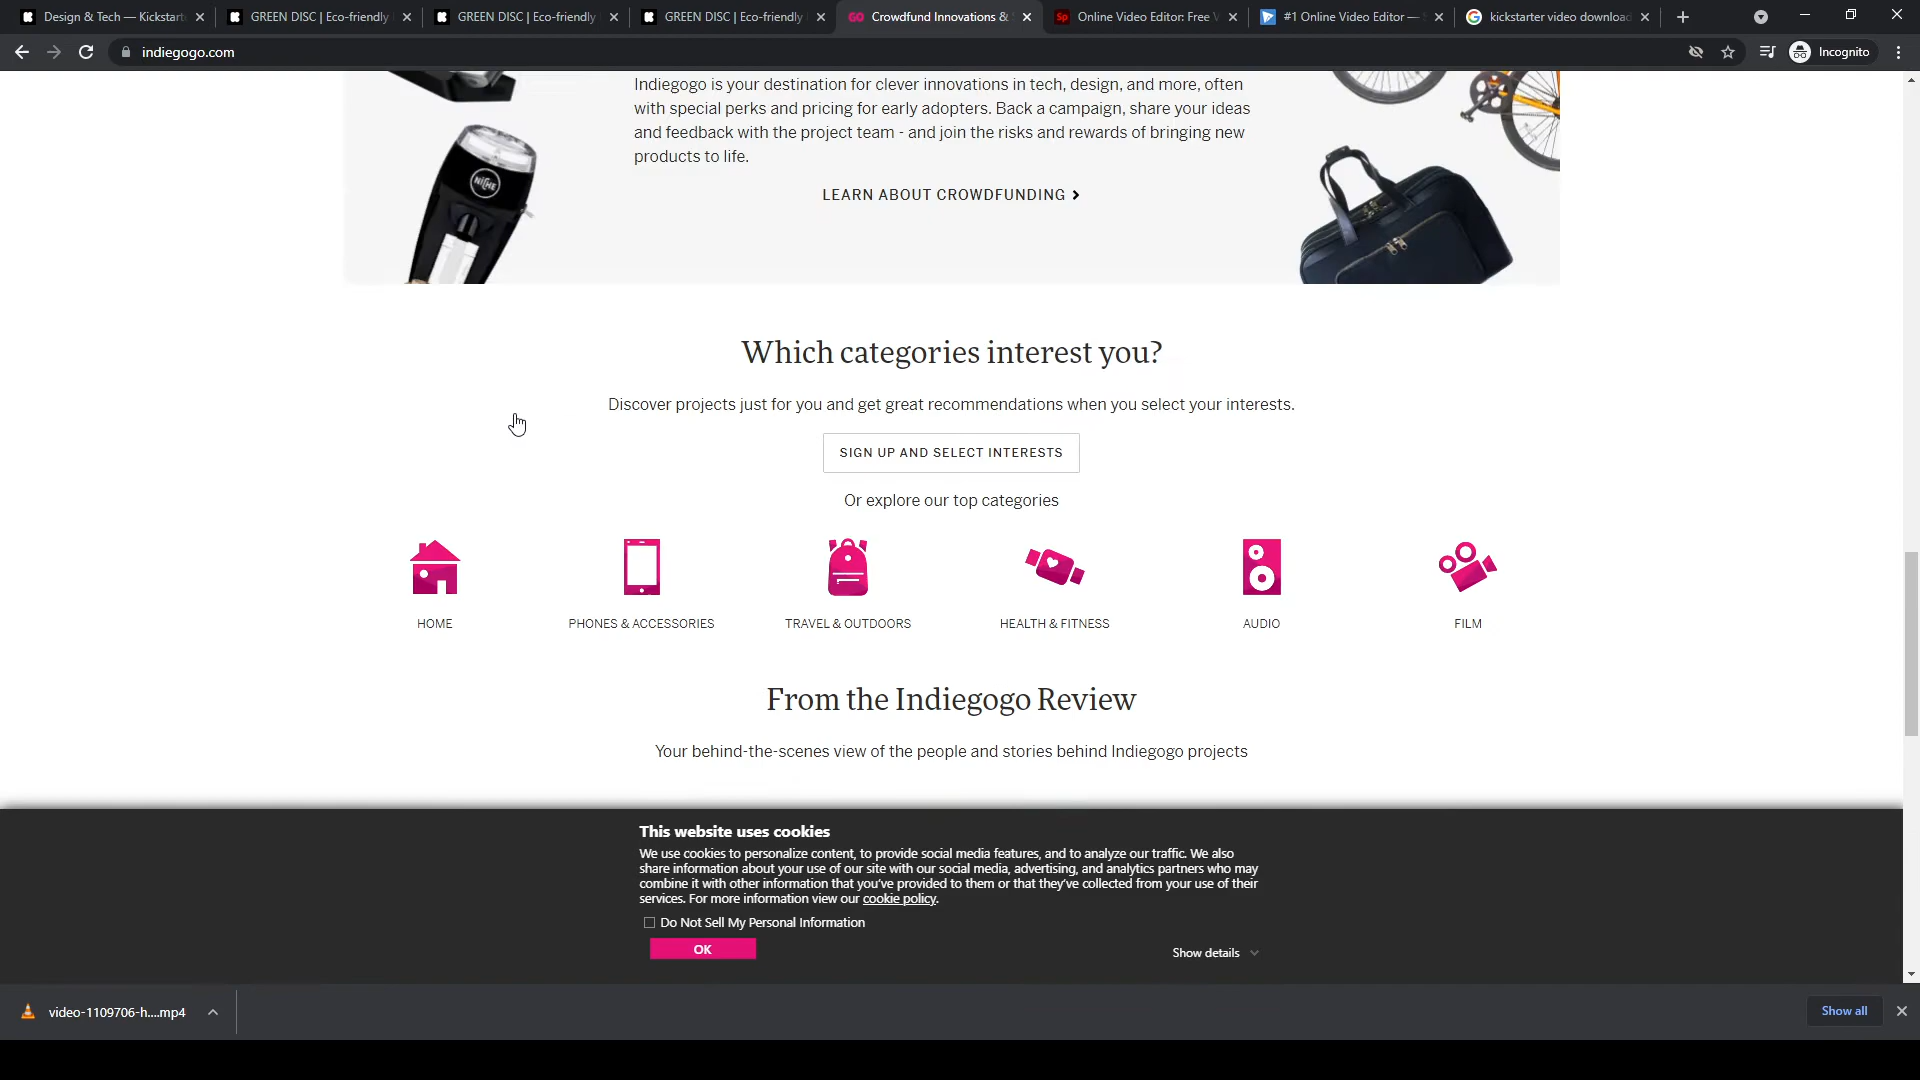 Design & Tech — Kickstart
GREEN DISC | Eco-friendly
GREEN DISC | Eco-friendly
GREEN DISC | Eco-friendly
GO Crowdfund Innovations &
Sp Online Video Editor: Free V
#1 Online Video Editor —
kickstarter video download
indiegogo.com
Incognito
Indiegogo is your destination for clever innovations in tech, design, and more, often
with special perks and pricing for early adopters. Back a campaign, share your ideas
and feedback with the project team - and join the risks and rewards of bringing new
products to life.
NICHE
LEARN ABOUT CROWDFUNDING
Which categories interest you?
Discover projects just for you and get great recommendations when you select your interests.
SIGN UP AND SELECT INTERESTS
Or explore our top categories
HOME
PHONES & ACCESSORIES
TRAVEL & OUTDOORS
HEALTH & FITNESS
AUDIO
FILM
From the Indiegogo Review
Your behind-the-scenes view of the people and stories behind Indiegogo projects
This website uses cookies
We use cookies to personalize content, to provide social media features, and to analyze our traffic. We also
share information about your use of our site with our social media, advertising, and analytics partners who may
combine it with other information that you've provided to them or that they've collected from your use of their
services. For more information view our cookie policy.
Do Not Sell My Personal Information
OK
Show details
video-1109706-h....mp4
Show all